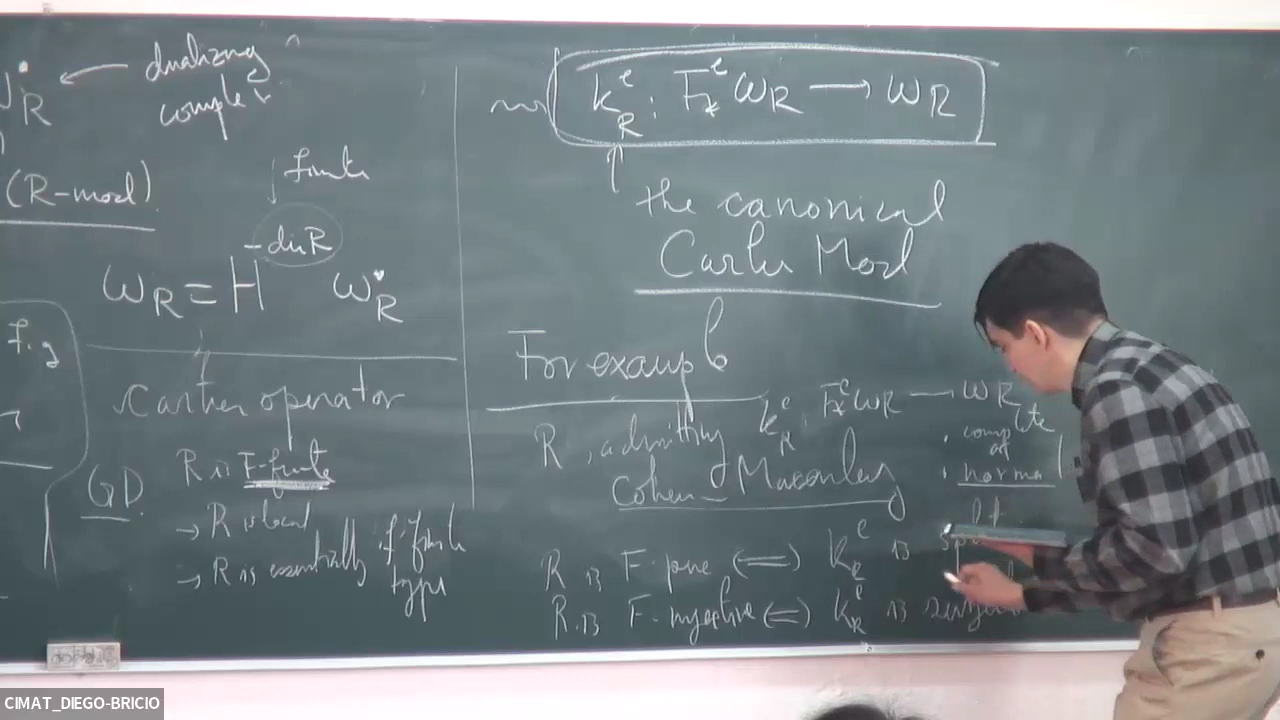 ω^•_R ← dualizing
complex
(R-mod)
↓ finite
ω_R = H^{-dim R} ω^•_R
Cartier operator
R is F-finite
GD.
→ R is local
→ R is essentially of finite
type
κ^e_R : F^e_* ω_R → ω_R
the canonical
Cartier Mod
For example
R, admitting κ^e_R : F^e_* ω_R → ω_R
Cohen-Macaulay
· complete
· normal
R is F-pure ⟺ κ^e_R is split
R is F-injective ⟺ κ^e_R is
CIMAT_DIEGO-BRICIO